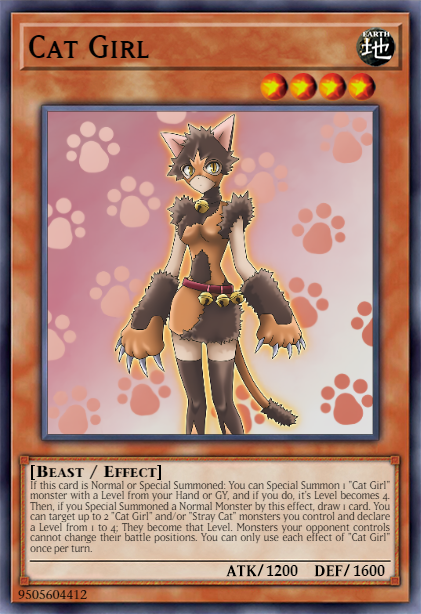 Cat Girl
EARTH
地
[Beast / Effect]
If this card is Normal or Special Summoned: You can Special Summon 1 "Cat Girl"
monster with a Level from your Hand or GY, and if you do, it's Level becomes 4.
Then, if you Special Summoned a Normal Monster by this effect, draw 1 card. You
can target up to 2 "Cat Girl" and/or "Stray Cat" monsters you control and declare
a Level from 1 to 4; They become that Level. Monsters your opponent controls
cannot change their battle positions. You can only use each effect of "Cat Girl"
once per turn.
ATK/1200 DEF/1600
9505604412